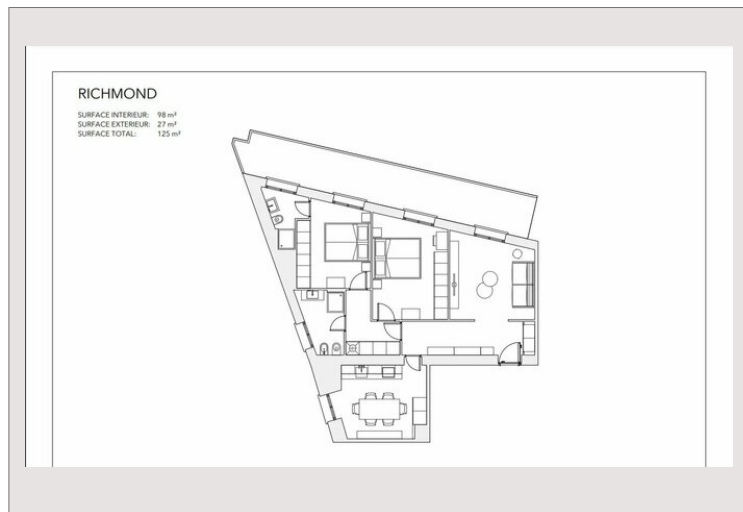 RICHMOND
SURFACE INTERIEUR: 98 m²
SURFACE EXTERIEUR: 27 m²
SURFACE TOTAL: 125 m²